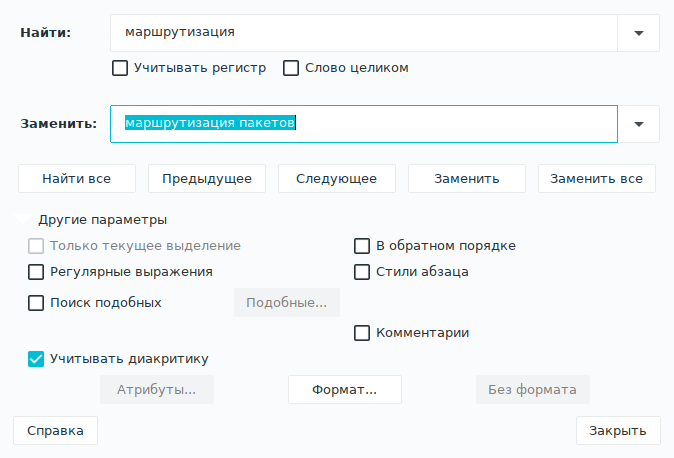 Найти: маршрутизация
Учитывать регистр Слово целиком
Заменить: маршрутизация пакетов
Найти все Предыдущее Следующее Заменить Заменить все
Другие параметры
Только текущее выделение В обратном порядке
Регулярные выражения Стили абзаца
Поиск подобных Подобные...
Комментарии
Учитывать диакритику
Атрибуты... Формат... Без формата
Справка Закрыть